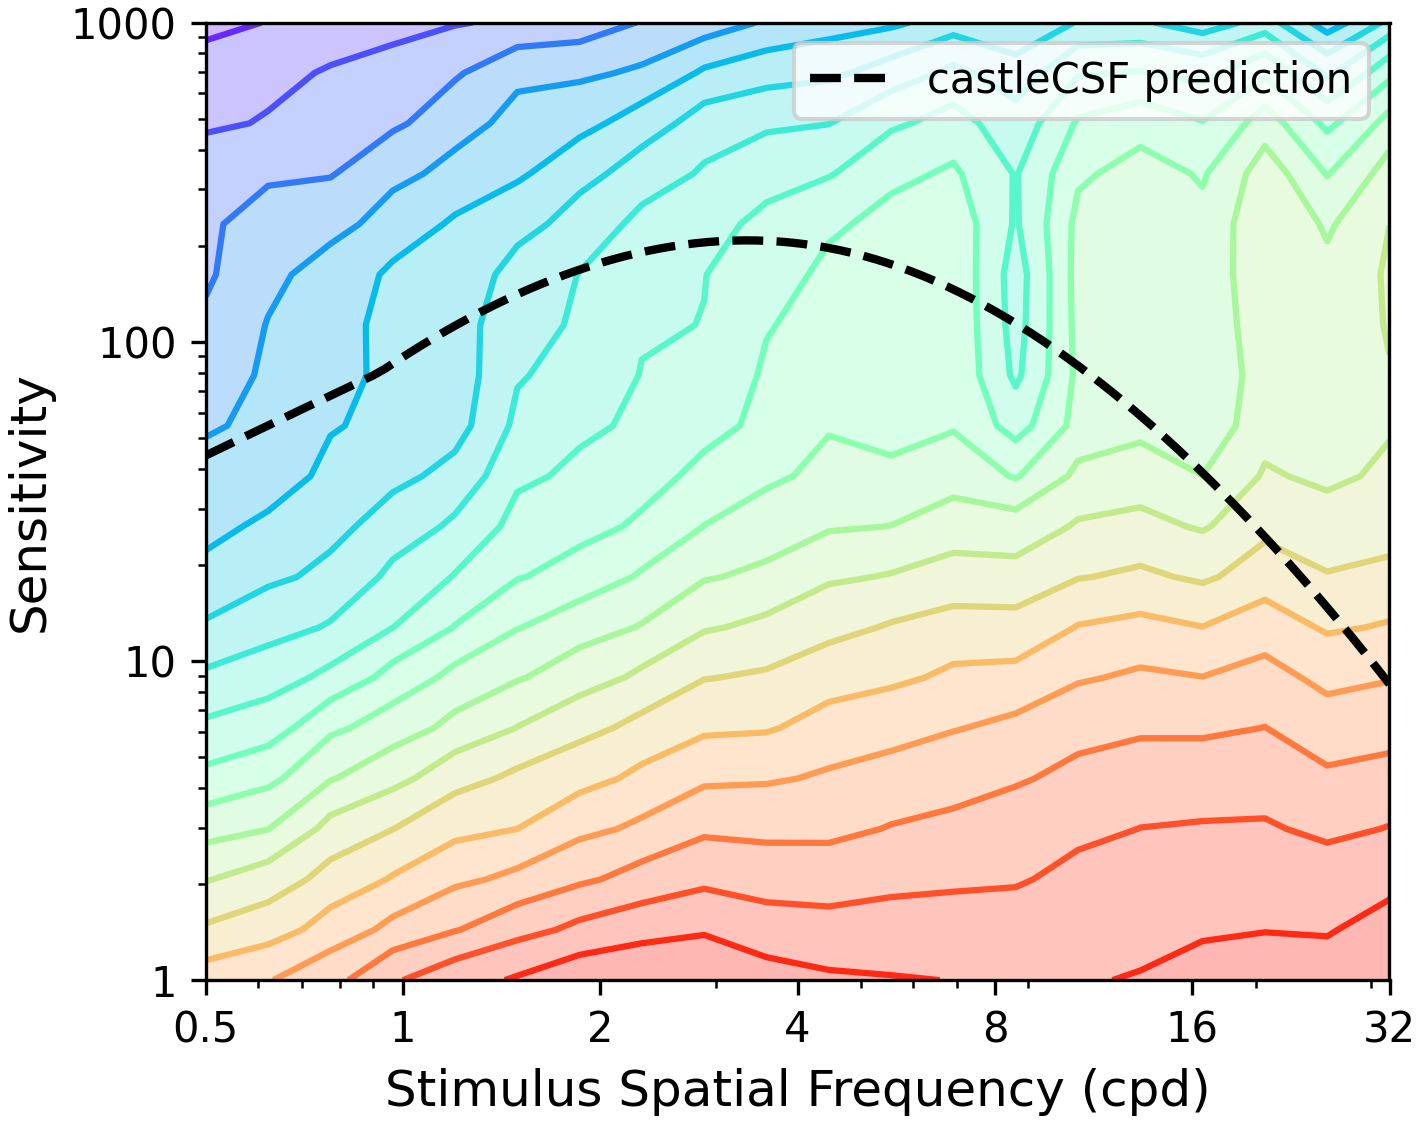 1000
100
10
1
Sensitivity
castleCSF prediction
0.5 1 2 4 8 16 32
Stimulus Spatial Frequency (cpd)